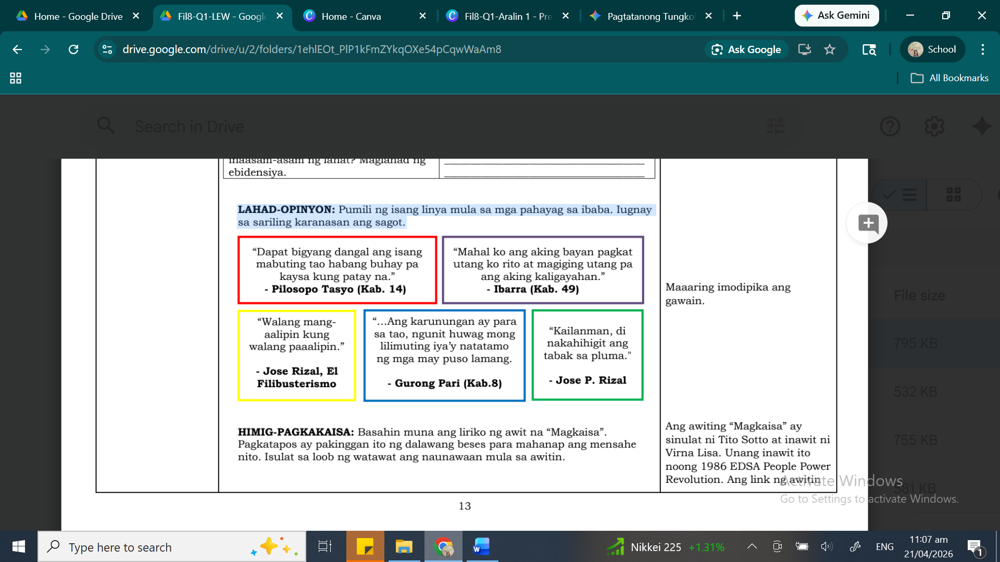 Home - Google Drive
Fil8-Q1-LEW - Google
Home - Canva
Fil8-Q1-Aralin 1 - Pre
Pagtatanong Tungko
Ask Gemini
drive.google.com/drive/u/2/folders/1ehlEOt_PlP1kFmZYkqOXe54pCqwWaAm8
Ask Google
School
All Bookmarks
Search in Drive
inaasam-asam ng lahat? Maglahad ng
ebidensiya.
LAHAD-OPINYON: Pumili ng isang linya mula sa mga pahayag sa ibaba. Iugnay
sa sariling karanasan ang sagot.
“Dapat bigyang dangal ang isang
mabuting tao habang buhay pa
kaysa kung patay na.”
- Pilosopo Tasyo (Kab. 14)
“Mahal ko ang aking bayan pagkat
utang ko rito at magiging utang pa
ang aking kaligayahan.”
- Ibarra (Kab. 49)
“Walang mang-
aalipin kung
walang paaalipin.”
- Jose Rizal, El
Filibusterismo
“...Ang karunungan ay para
sa tao, ngunit huwag mong
lilimuting iya’y natatamo
ng mga may puso lamang.
- Gurong Pari (Kab.8)
“Kailanman, di
nakahihigit ang
tabak sa pluma."
- Jose P. Rizal
Maaaring imodipika ang
gawain.
HIMIG-PAGKAKAISA: Basahin muna ang liriko ng awit na “Magkaisa”.
Pagkatapos ay pakinggan ito ng dalawang beses para mahanap ang mensahe
nito. Isulat sa loob ng watawat ang naunawaan mula sa awitin.
Ang awiting “Magkaisa” ay
sinulat ni Tito Sotto at inawit ni
Virna Lisa. Unang inawit ito
noong 1986 EDSA People Power
Revolution. Ang link ng awitin
13
File size
795 KB
532 KB
755 KB
581 KB
Activate Windows
Go to Settings to activate Windows.
Type here to search
Nikkei 225 +1.31%
ENG
11:07 am
21/04/2026
1